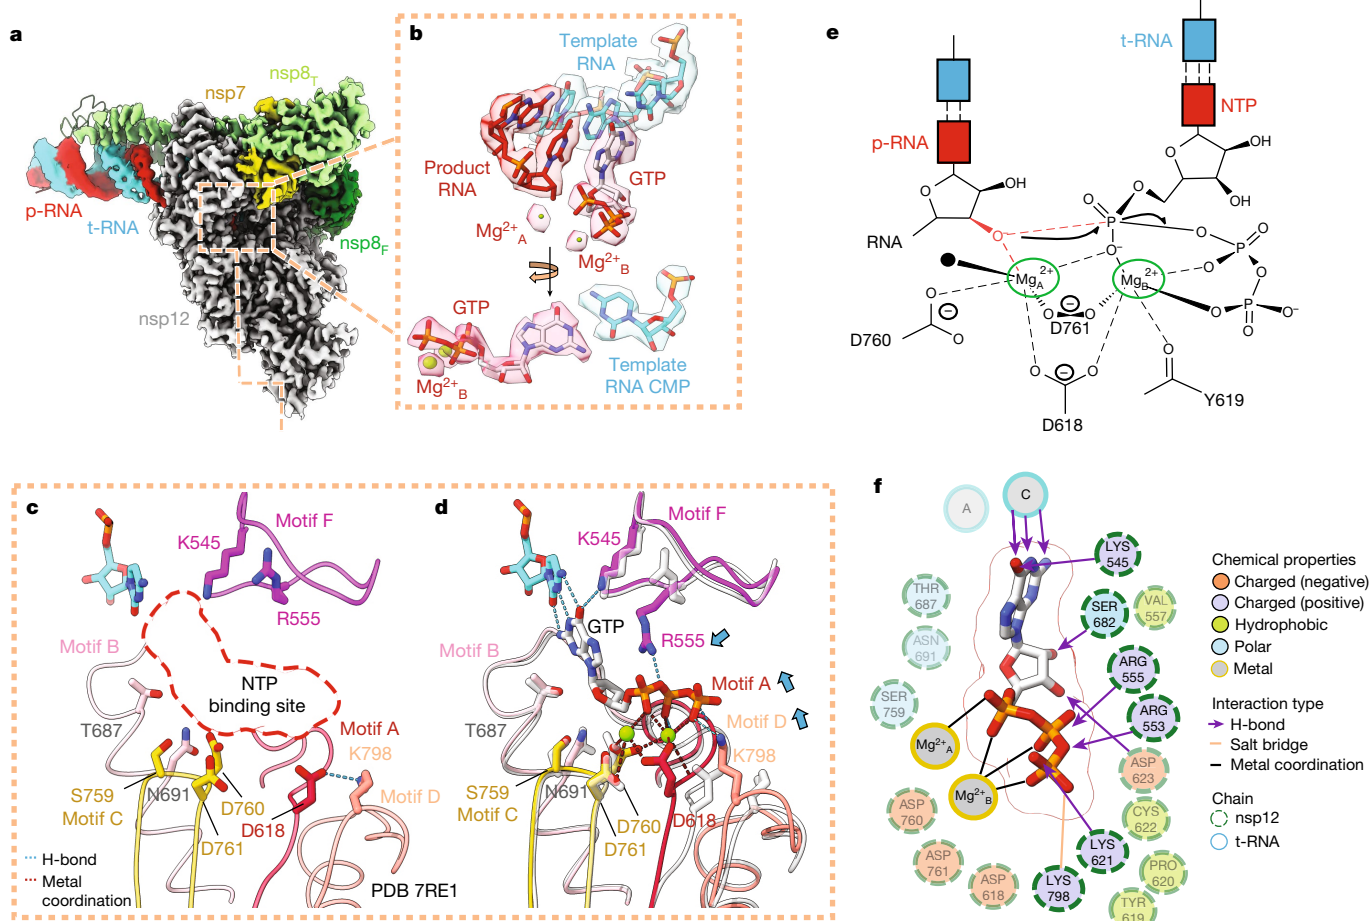 a
nsp8T
nsp7
p-RNA
t-RNA
nsp8F
nsp12
b
Template
RNA
Product
RNA
GTP
Mg2+A
Mg2+B
GTP
Mg2+B
Template
RNA CMP
e
t-RNA
NTP
p-RNA
OH
OH
OH
O
O−
P
O
O
RNA
O−
P
O
O
O
P
O−
O
MgA2+
MgB2+
O
O
D761
O
O
D760
O
O
D618
O
Y619
c
Motif F
K545
R555
Motif B
NTP
binding site
T687
Motif A
K798
S759
Motif C
N691
D760
D761
D618
Motif D
H-bond
Metal
coordination
PDB 7RE1
d
Motif F
K545
GTP
R555
Motif B
Motif A
Motif D
T687
K798
S759
Motif C
N691
D760
D761
D618
f
A
C
LYS
545
THR
687
SER
682
VAL
557
ASN
691
ARG
555
SER
759
ARG
553
Mg2+A
ASP
623
Mg2+B
ASP
760
CYS
622
ASP
761
LYS
621
PRO
620
ASP
618
LYS
798
TYR
619
Chemical properties
Charged (negative)
Charged (positive)
Hydrophobic
Polar
Metal
Interaction type
H-bond
Salt bridge
Metal coordination
Chain
nsp12
t-RNA